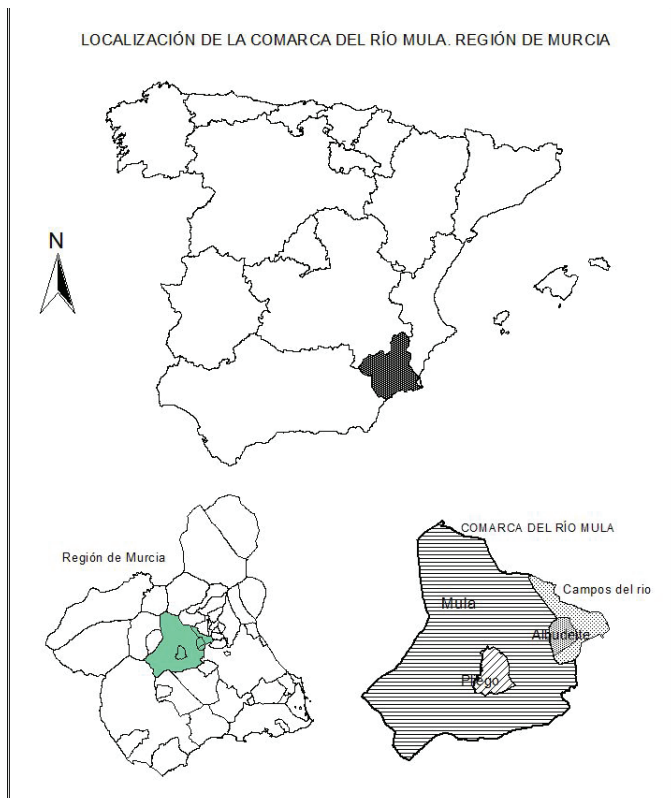 LOCALIZACIÓN DE LA COMARCA DEL RÍO MULA. REGIÓN DE MURCIA
N
Región de Murcia
COMARCA DEL RÍO MULA
Campos del rio
Mula
Albudeite
Pliego